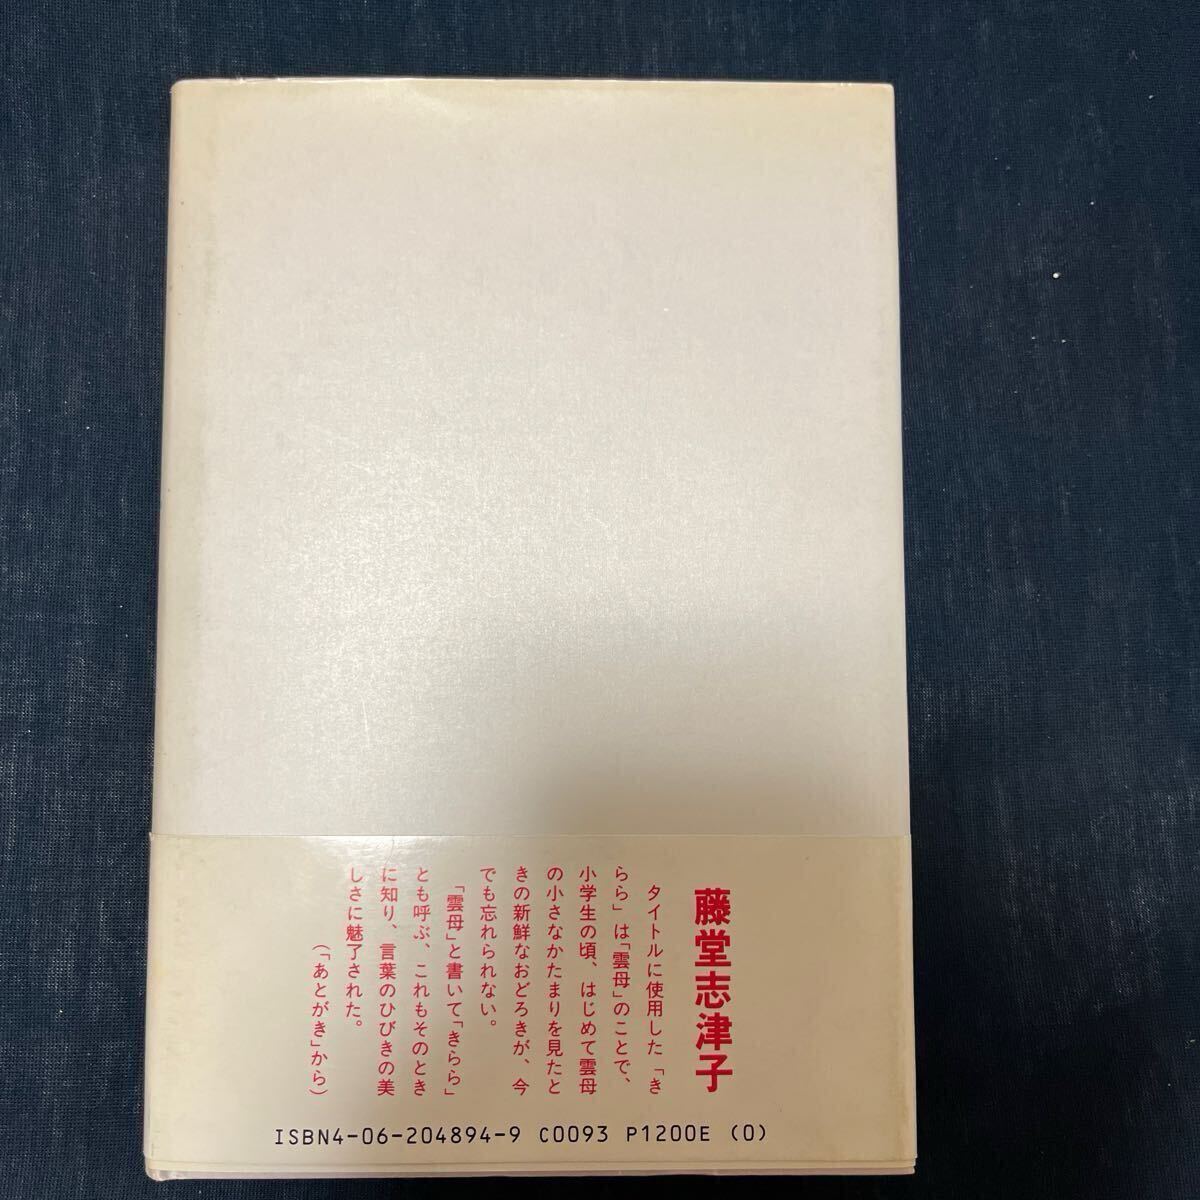 藤堂志津子
タイトルに使用した「き
らら」は「雲母」のことで、
小学生の頃、はじめて雲母
の小さなかたまりを見たと
きの新鮮なおどろきが、今
でも忘れられない。
「雲母」と書いて「きらら」
とも呼ぶ、これもそのとき
に知り、言葉のひびきの美
しさに魅了された。
（「あとがき」から）
ISBN4-06-204894-9 C0093 P1200E (0)